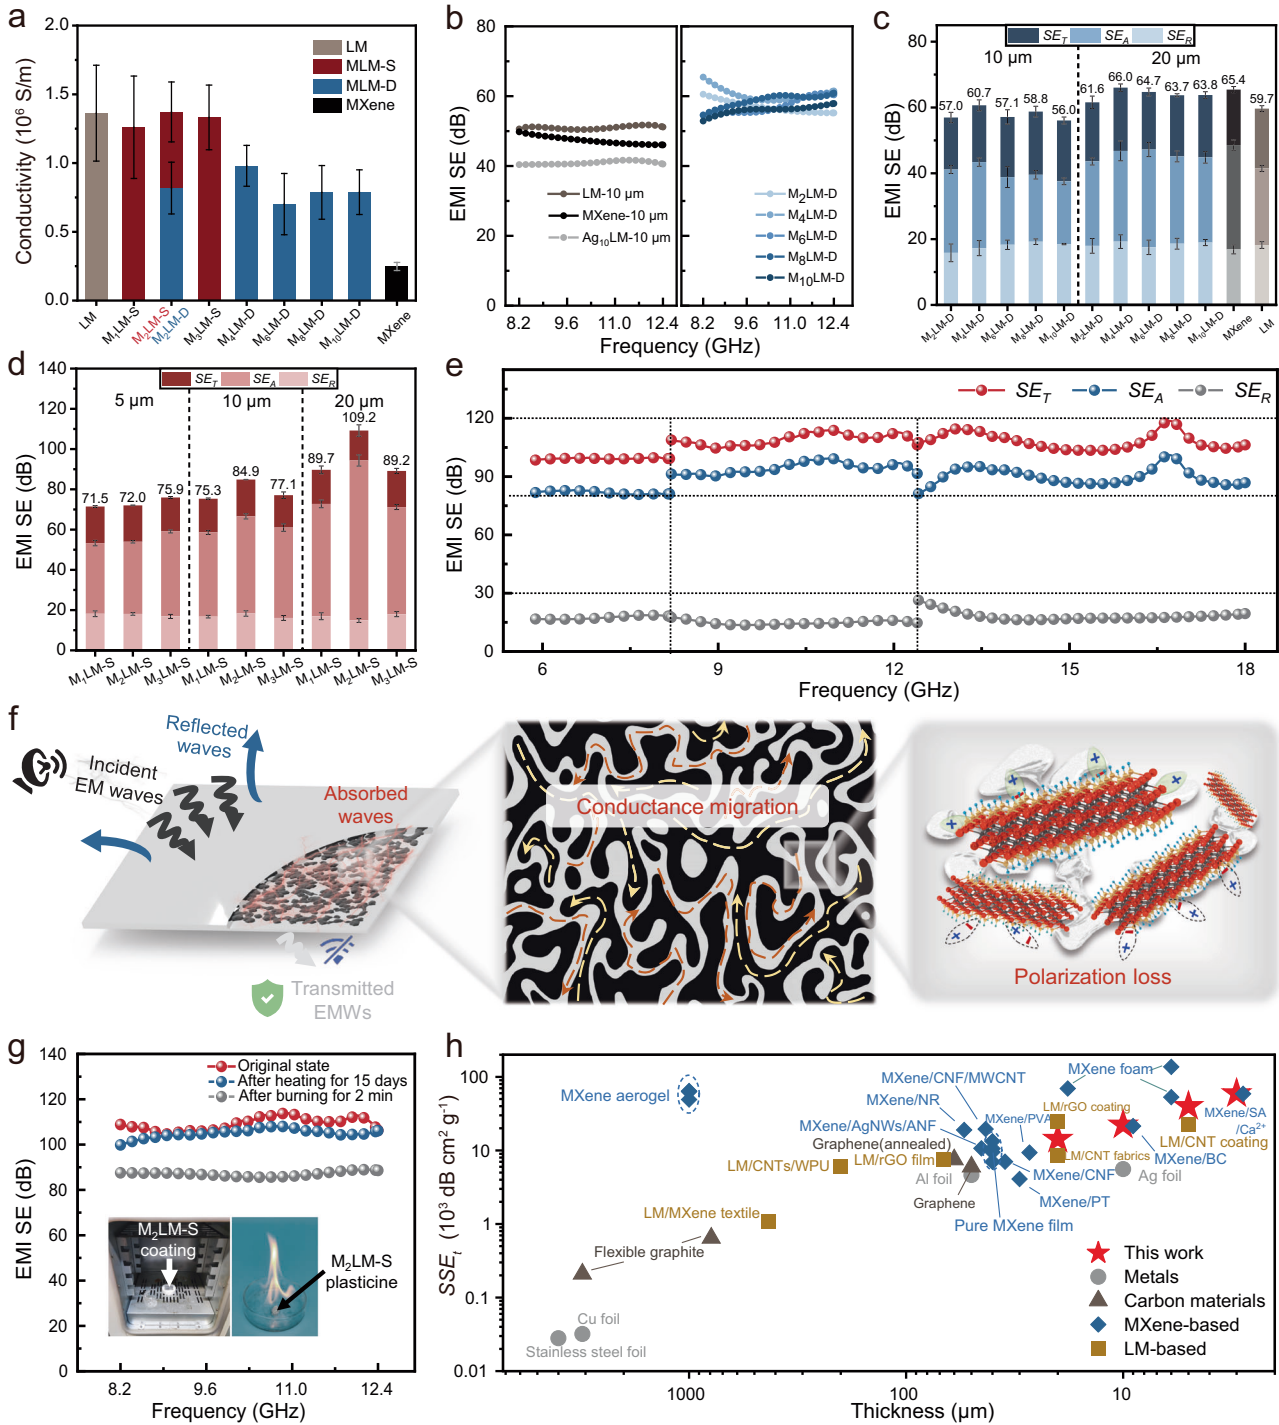 a
Conductivity (10⁶ S/m)
2.0
1.5
1.0
0.5
0.0
LM
MLM-S
MLM-D
MXene
LM
M₁LM-S
M₂LM-S
M₂LM-D
M₃LM-S
M₄LM-D
M₆LM-D
M₈LM-D
M₁₀LM-D
MXene
b
EMI SE (dB)
80
60
40
20
0
LM-10 μm
MXene-10 μm
Ag₁₀LM-10 μm
M₂LM-D
M₄LM-D
M₆LM-D
M₈LM-D
M₁₀LM-D
8.2 9.6 11.0 12.4 8.2 9.6 11.0 12.4
Frequency (GHz)
c
EMI SE (dB)
80
60
40
20
0
SE_T SE_A SE_R
10 μm 20 μm
57.0 60.7 57.1 58.8 56.0 61.6 66.0 64.7 63.7 63.8 65.4 59.7
M₂LM-D M₄LM-D M₆LM-D M₈LM-D M₁₀LM-D M₂LM-D M₄LM-D M₆LM-D M₈LM-D M₁₀LM-D MXene LM
d
EMI SE (dB)
140
120
100
80
60
40
20
0
SE_T SE_A SE_R
5 μm 10 μm 20 μm
71.5 72.0 75.9 75.3 84.9 77.1 89.7 109.2 89.2
M₁LM-S M₂LM-S M₃LM-S M₁LM-S M₂LM-S M₃LM-S M₁LM-S M₂LM-S M₃LM-S
e
EMI SE (dB)
120
90
60
30
0
SE_T SE_A SE_R
6 9 12 15 18
Frequency (GHz)
f
Reflected
waves
Incident
EM waves
Absorbed
waves
Transmitted
EMWs
Conductance migration
Polarization loss
g
EMI SE (dB)
140
120
100
80
60
40
20
0
Original state
After heating for 15 days
After burning for 2 min
M₂LM-S
coating
M₂LM-S
plasticine
8.2 9.6 11.0 12.4
Frequency (GHz)
h
SSE_t (10³ dB cm² g⁻¹)
100
10
1
0.1
0.01
MXene aerogel
MXene/CNF/MWCNT
MXene foam
MXene/NR
MXene/PVA
LM/rGO coating
MXene/SA
/Ca²⁺
MXene/AgNWs/ANF
Graphene(annealed)
LM/rGO film
LM/CNTs/WPU
LM/CNT fabrics
LM/CNT coating
MXene/BC
Al foil
MXene/CNF
Ag foil
Graphene
MXene/PT
LM/MXene textile
Pure MXene film
Flexible graphite
Cu foil
Stainless steel foil
This work
Metals
Carbon materials
MXene-based
LM-based
1000 100 10
Thickness (μm)